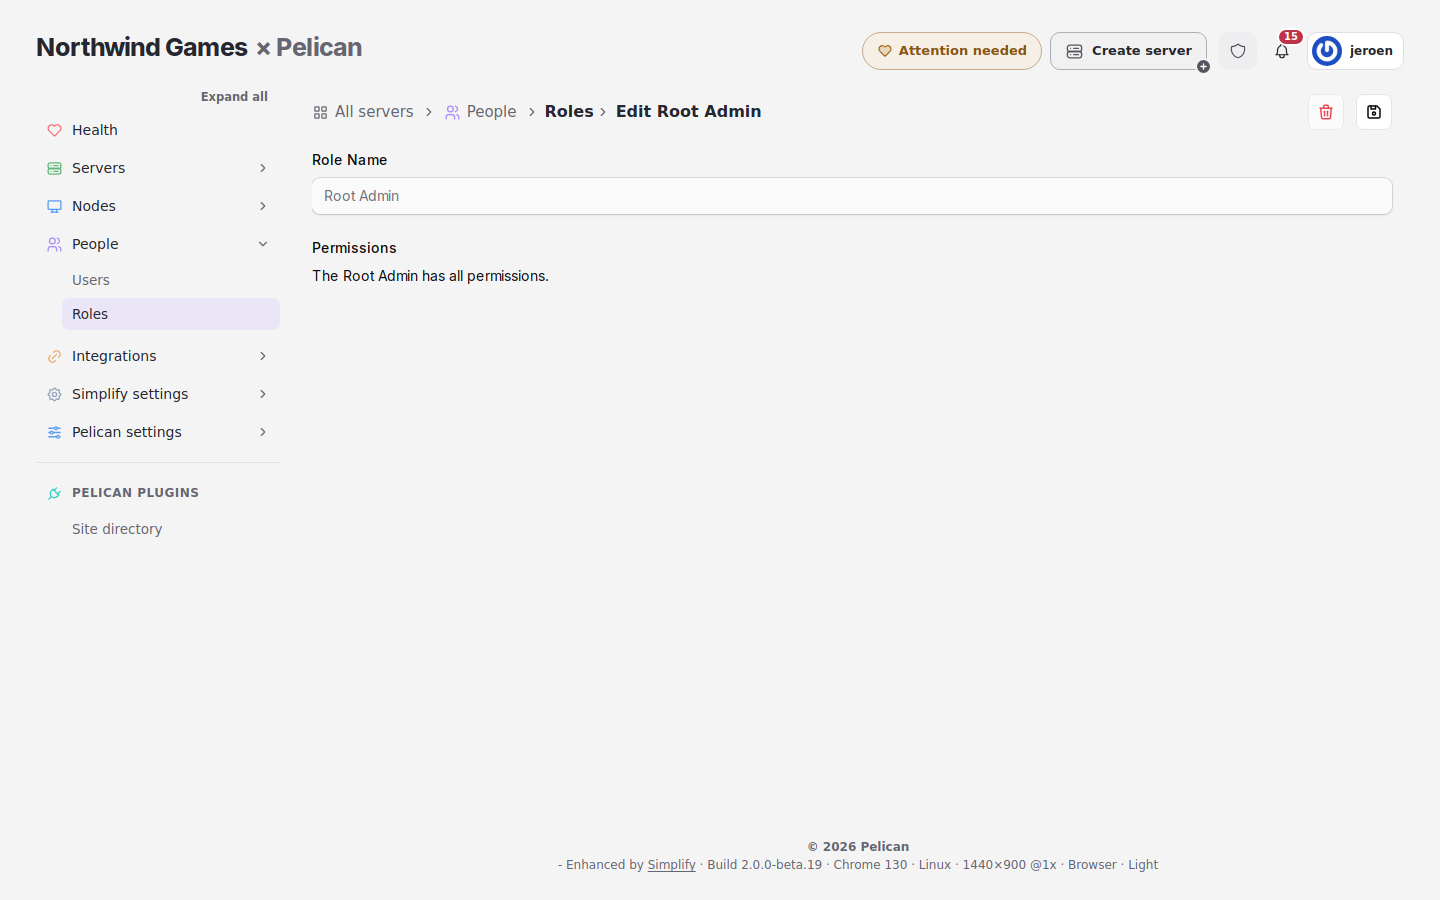 Northwind Games × Pelican
Attention needed
Create server
15
jeroen
Expand all
Health
Servers
Nodes
People
Users
Roles
Integrations
Simplify settings
Pelican settings
PELICAN PLUGINS
Site directory
All servers > People > Roles > Edit Root Admin
Role Name
Root Admin
Permissions
The Root Admin has all permissions.
© 2026 Pelican
- Enhanced by Simplify · Build 2.0.0-beta.19 · Chrome 130 · Linux · 1440×900 @1x · Browser · Light